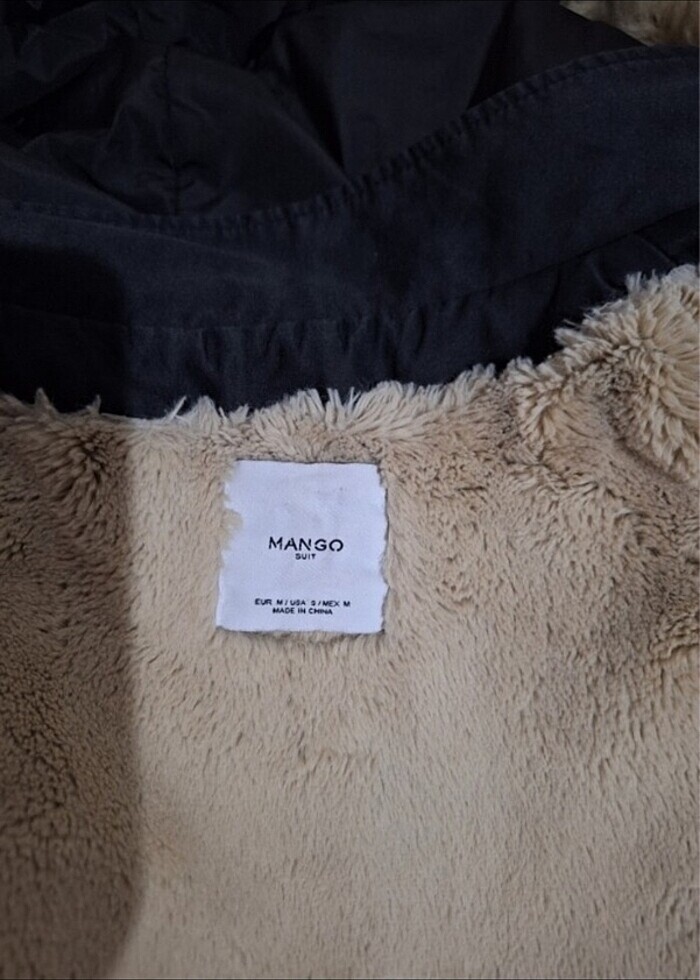 MANGO
SUIT
EUR M / USA S / MEX M
MADE IN CHINA